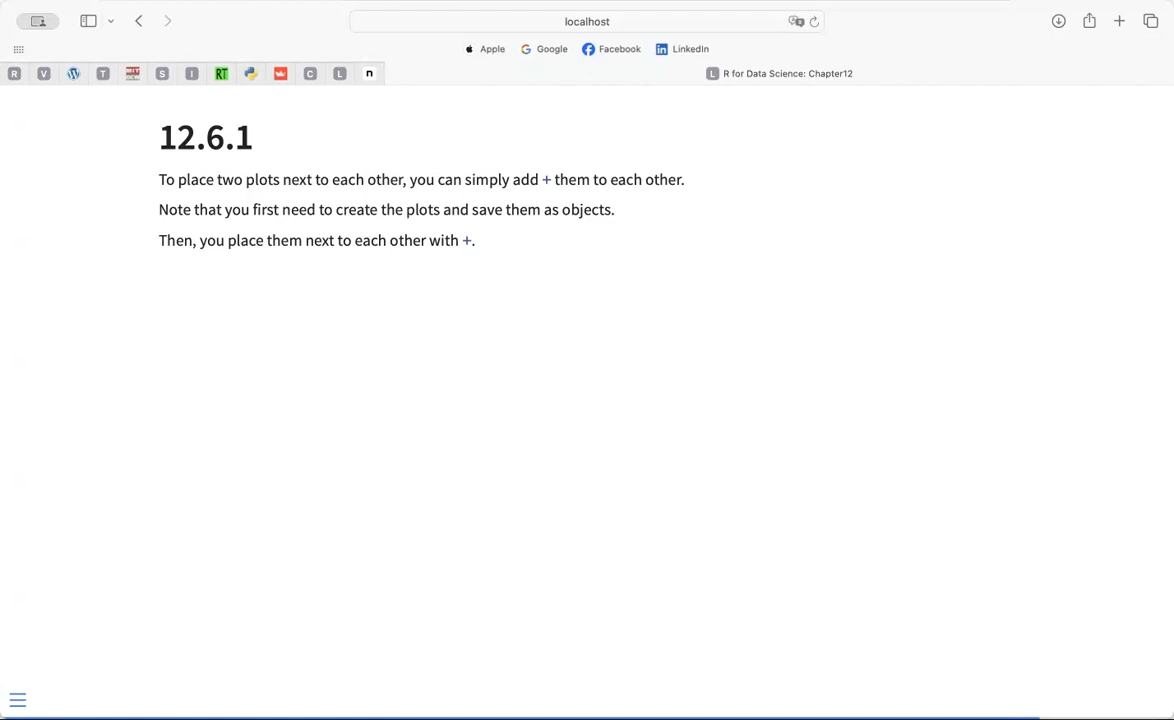 localhost
Apple Google Facebook LinkedIn
R V W T S I RT C L n L R for Data Science: Chapter12
12.6.1
To place two plots next to each other, you can simply add + them to each other.
Note that you first need to create the plots and save them as objects.
Then, you place them next to each other with +.